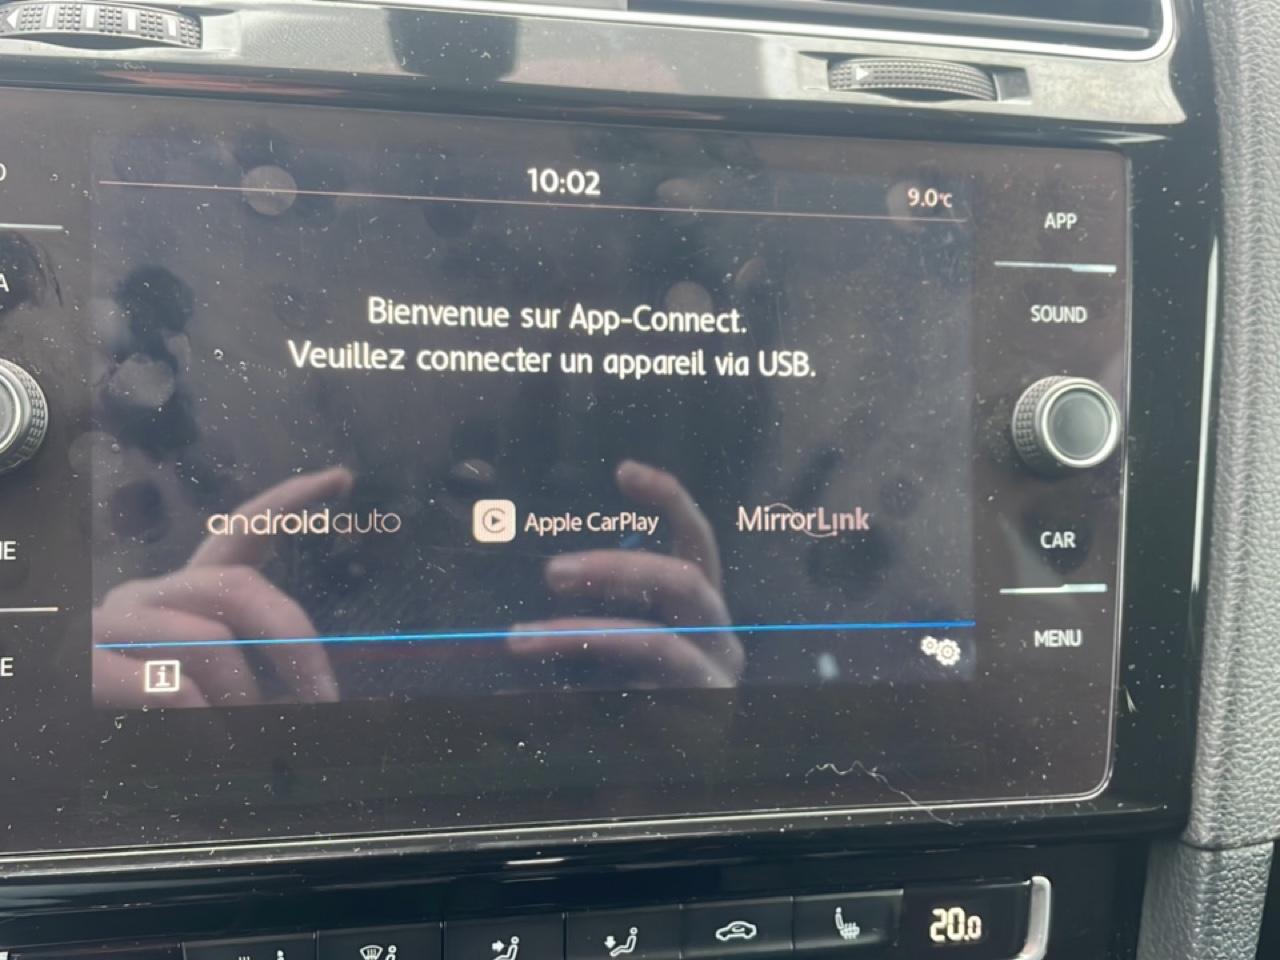 10:02
9.0°C
APP
Bienvenue sur App-Connect.
SOUND
Veuillez connecter un appareil via USB.
androidauto
Apple CarPlay
MirrorLink
CAR
MENU
i
20.0